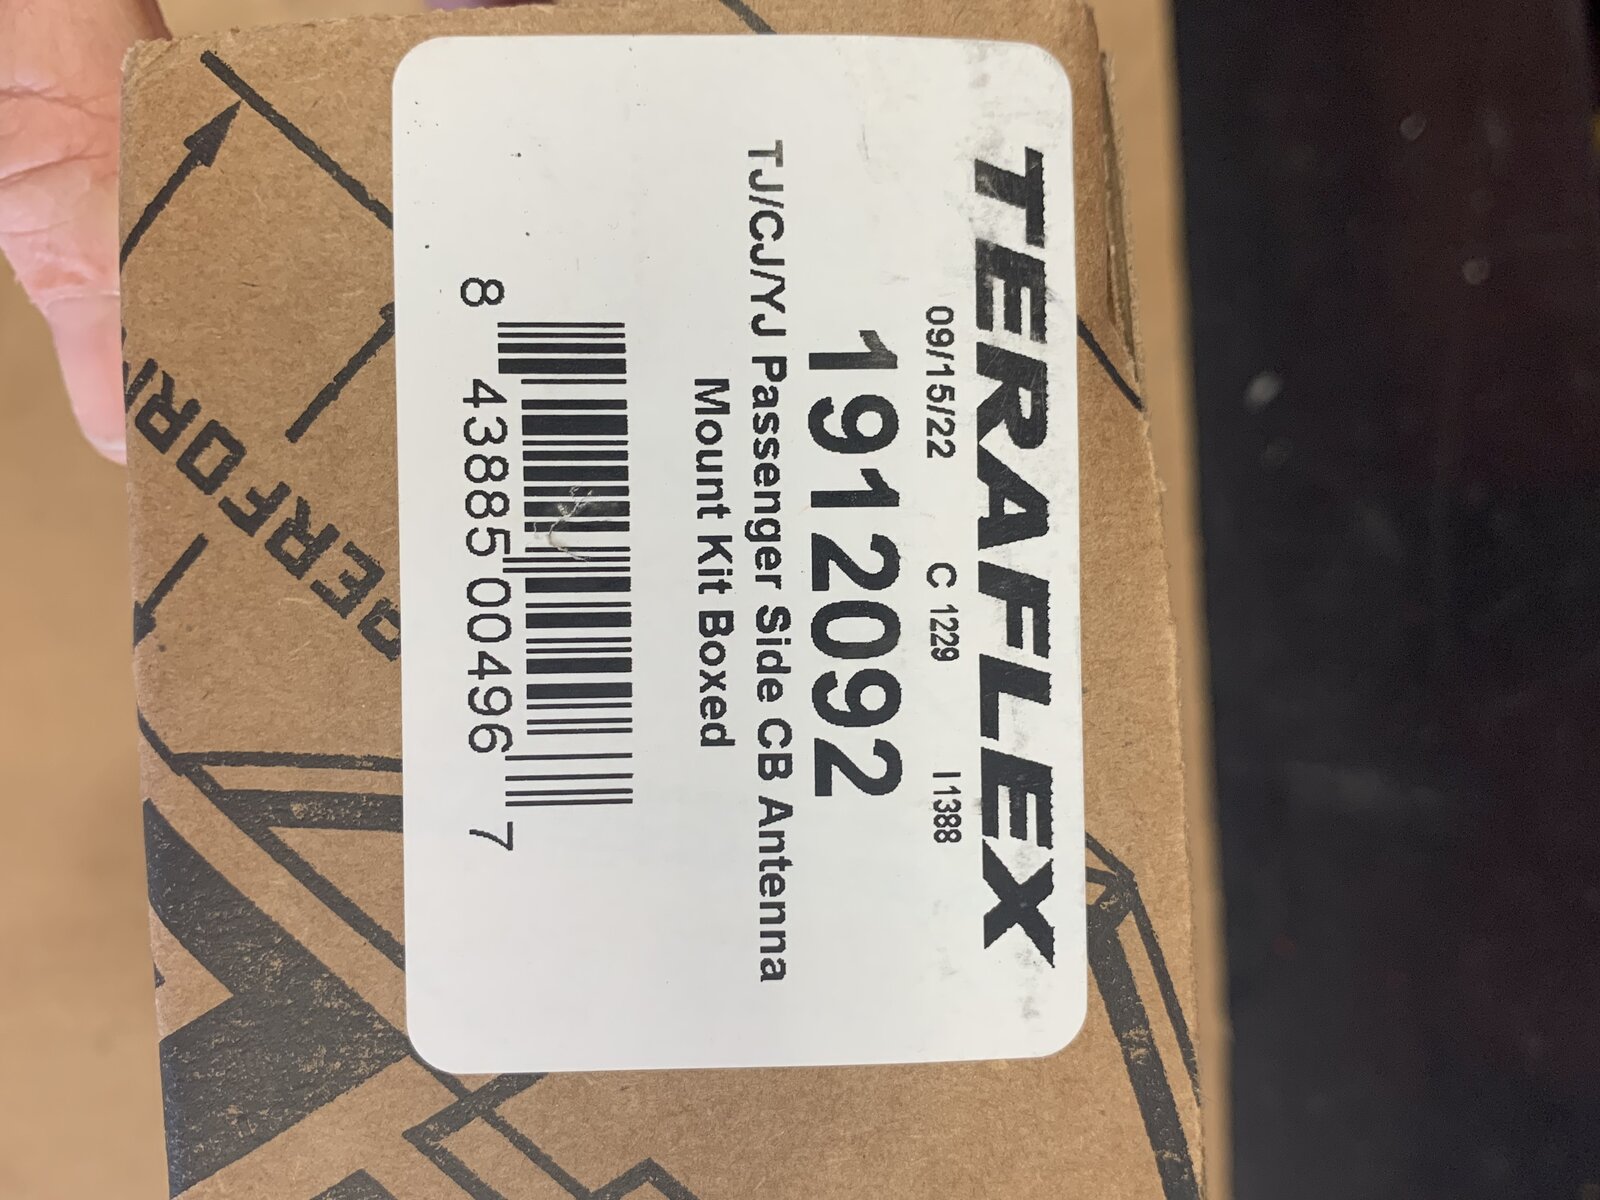 TERAFLEX
09/15/22 C 1229 I 1388
1912092
TJ/CJ/YJ Passenger Side CB Antenna
Mount Kit Boxed
8 43885 00496 7